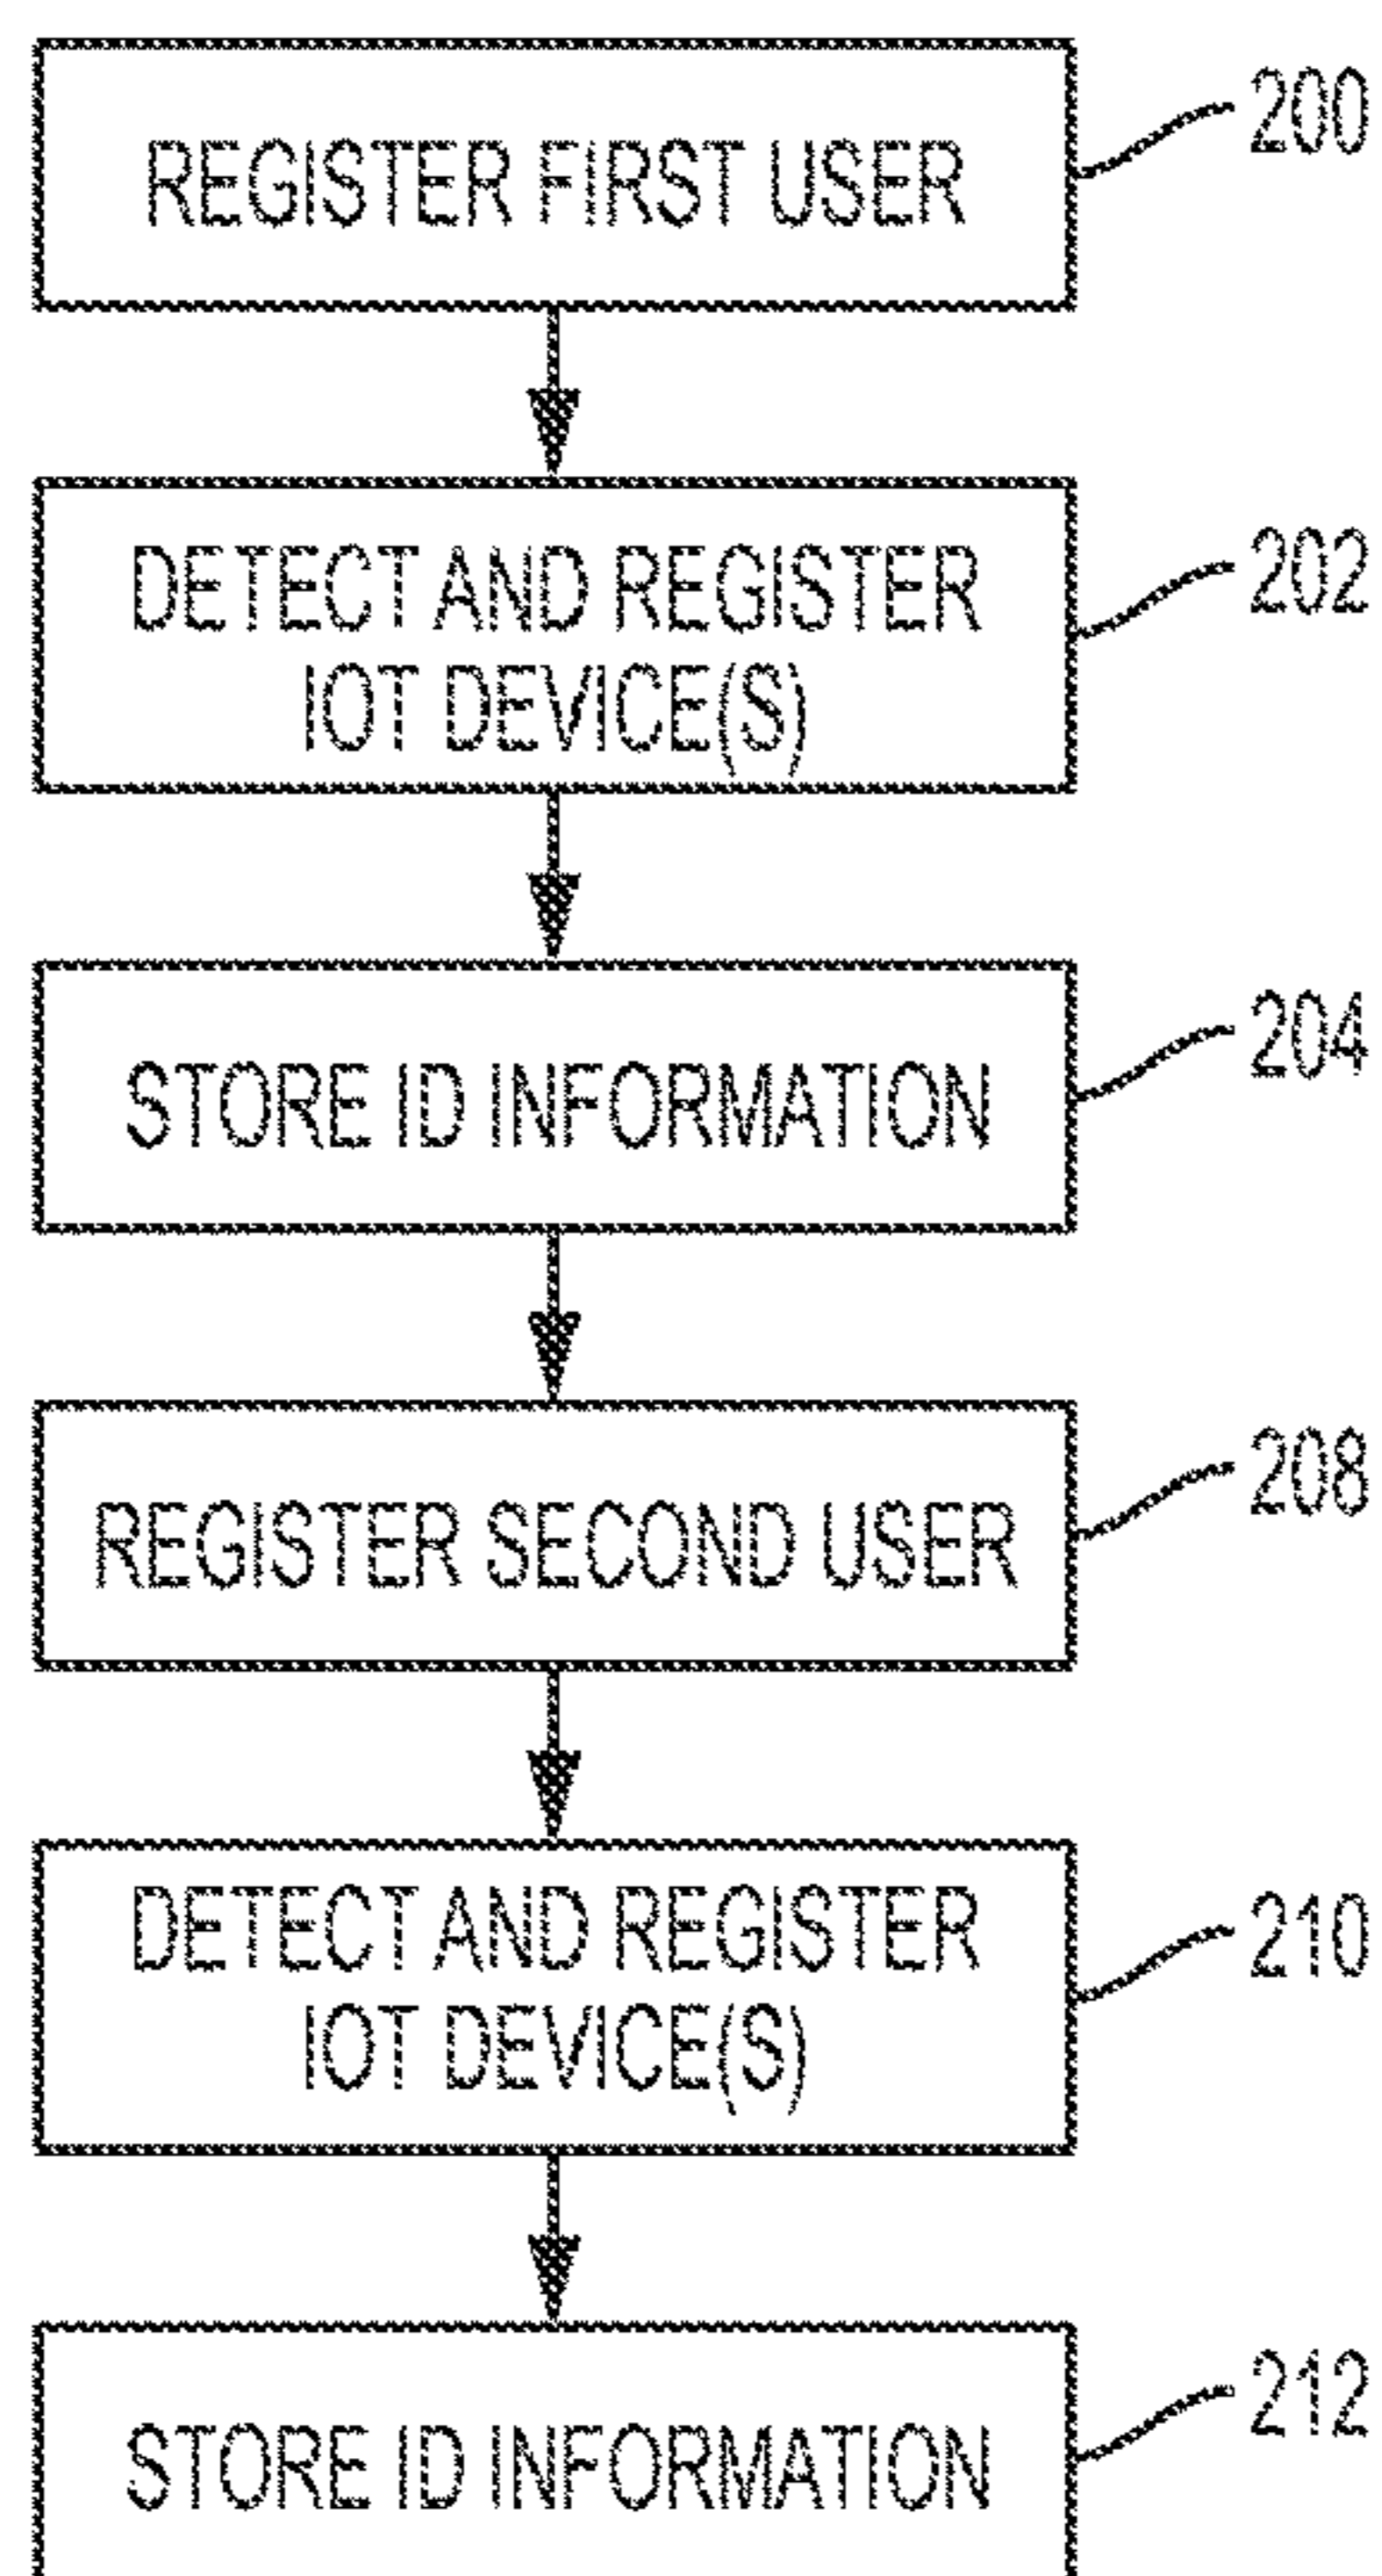 REGISTER FIRST USER
200
DETECT AND REGISTER
IOT DEVICE(S)
202
STORE ID INFORMATION
204
REGISTER SECOND USER
208
DETECT AND REGISTER
IOT DEVICE(S)
210
STORE ID INFORMATION
212